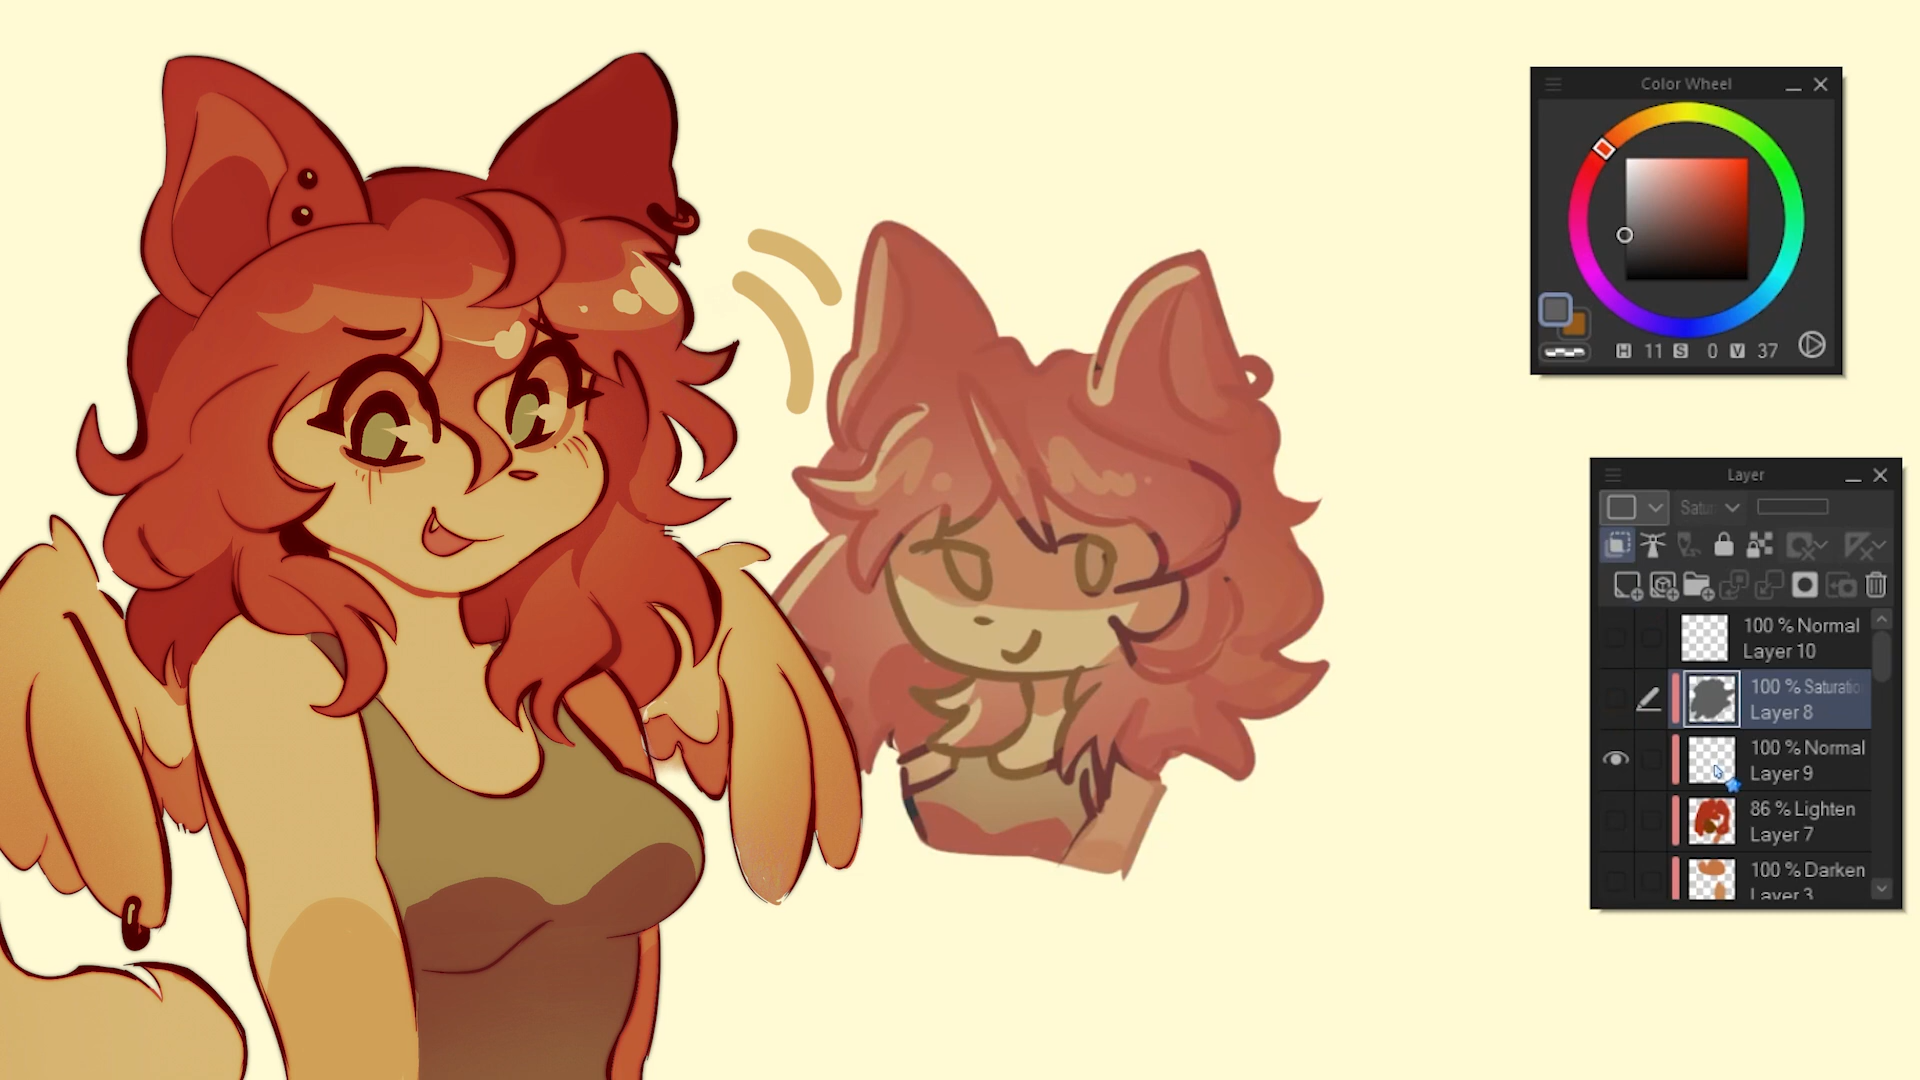 Color Wheel
H 11 S 0 V 37
Layer
Satur
100 % Normal
Layer 10
100 % Saturatio
Layer 8
100 % Normal
Layer 9
86 % Lighten
Layer 7
100 % Darken
Layer 3